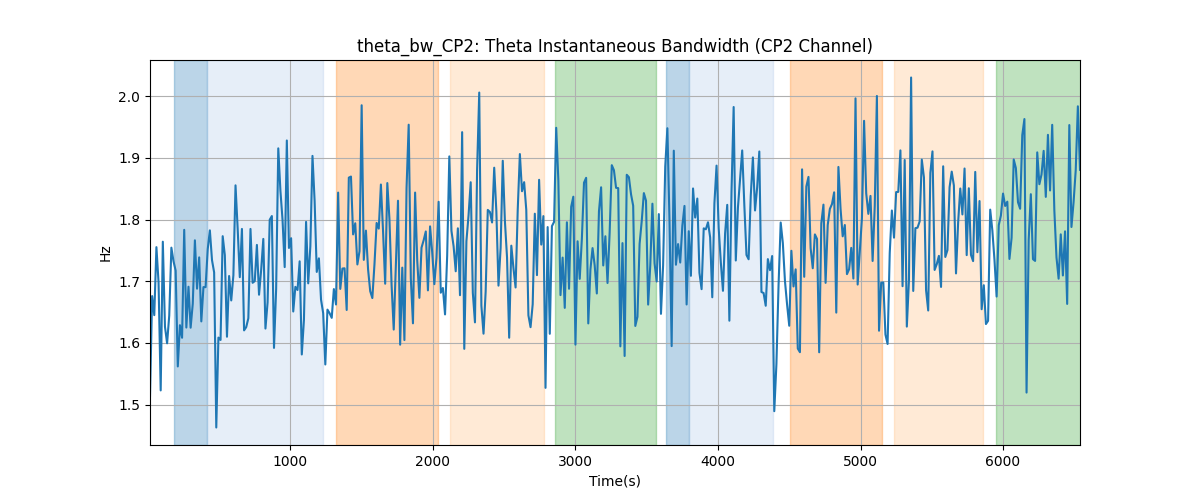 theta_bw_CP2: Theta Instantaneous Bandwidth (CP2 Channel)
2.0
1.9
1.8
1.7
1.6
1.5
Hz
1000 2000 3000 4000 5000 6000
Time(s)